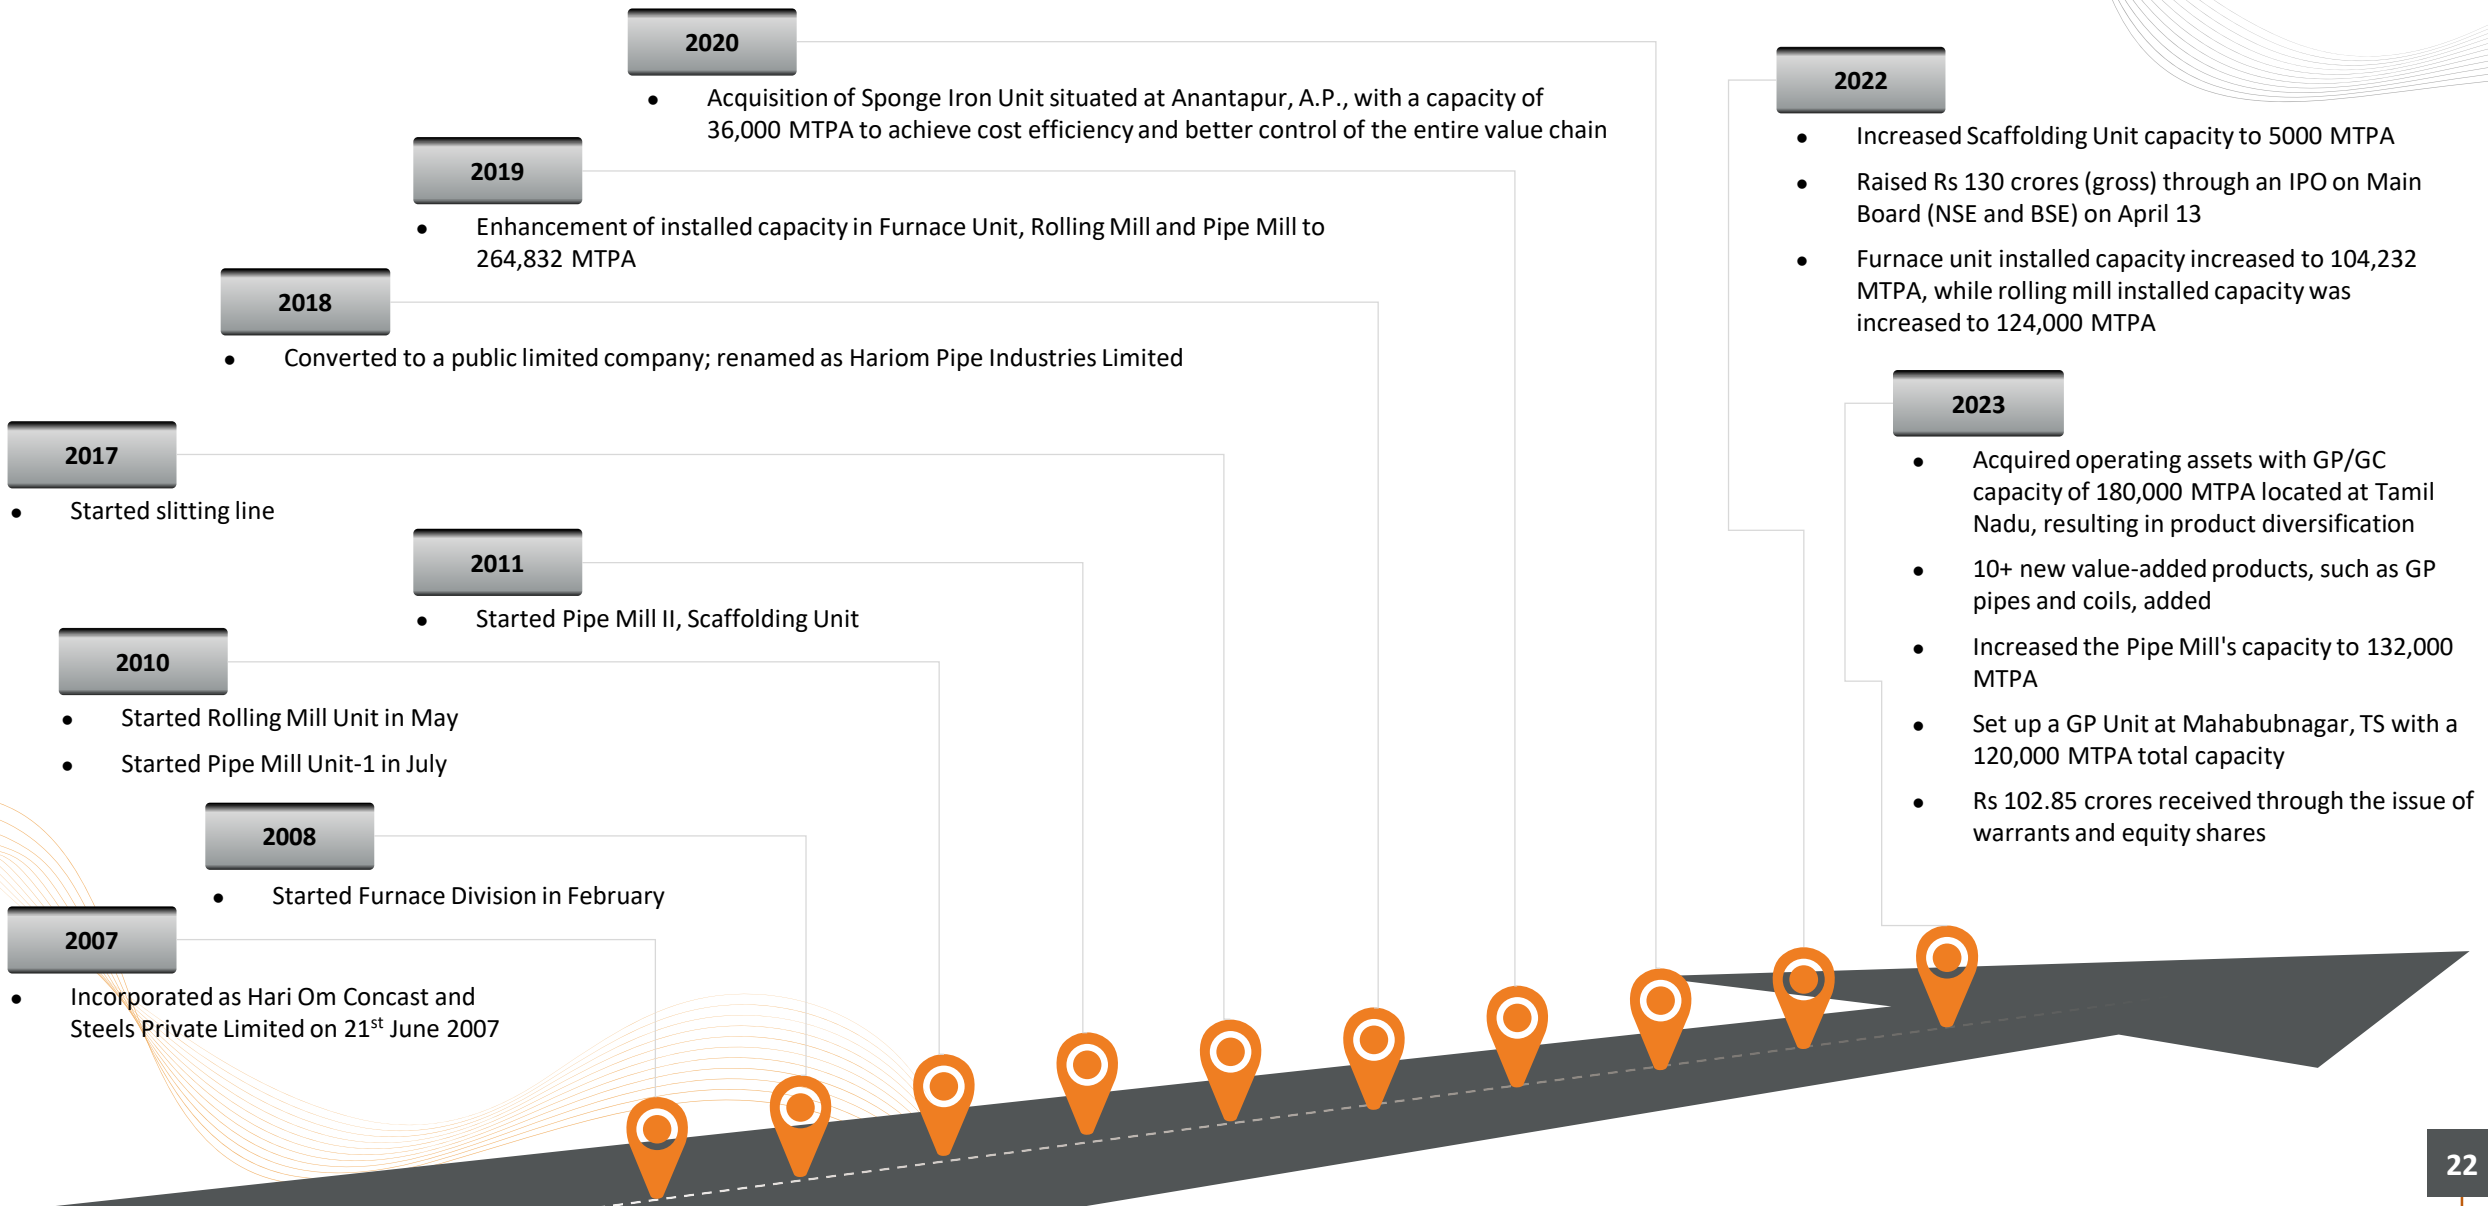 2020
● Acquisition of Sponge Iron Unit situated at Anantapur, A.P., with a capacity of
36,000 MTPA to achieve cost efficiency and better control of the entire value chain
2019
● Enhancement of installed capacity in Furnace Unit, Rolling Mill and Pipe Mill to
264,832 MTPA
2018
● Converted to a public limited company; renamed as Hariom Pipe Industries Limited
2017
● Started slitting line
2011
● Started Pipe Mill II, Scaffolding Unit
2010
● Started Rolling Mill Unit in May
● Started Pipe Mill Unit-1 in July
2008
● Started Furnace Division in February
2007
● Incorporated as Hari Om Concast and
Steels Private Limited on 21st June 2007
2022
● Increased Scaffolding Unit capacity to 5000 MTPA
● Raised Rs 130 crores (gross) through an IPO on Main
Board (NSE and BSE) on April 13
● Furnace unit installed capacity increased to 104,232
MTPA, while rolling mill installed capacity was
increased to 124,000 MTPA
2023
● Acquired operating assets with GP/GC
capacity of 180,000 MTPA located at Tamil
Nadu, resulting in product diversification
● 10+ new value-added products, such as GP
pipes and coils, added
● Increased the Pipe Mill's capacity to 132,000
MTPA
● Set up a GP Unit at Mahabubnagar, TS with a
120,000 MTPA total capacity
● Rs 102.85 crores received through the issue of
warrants and equity shares
22